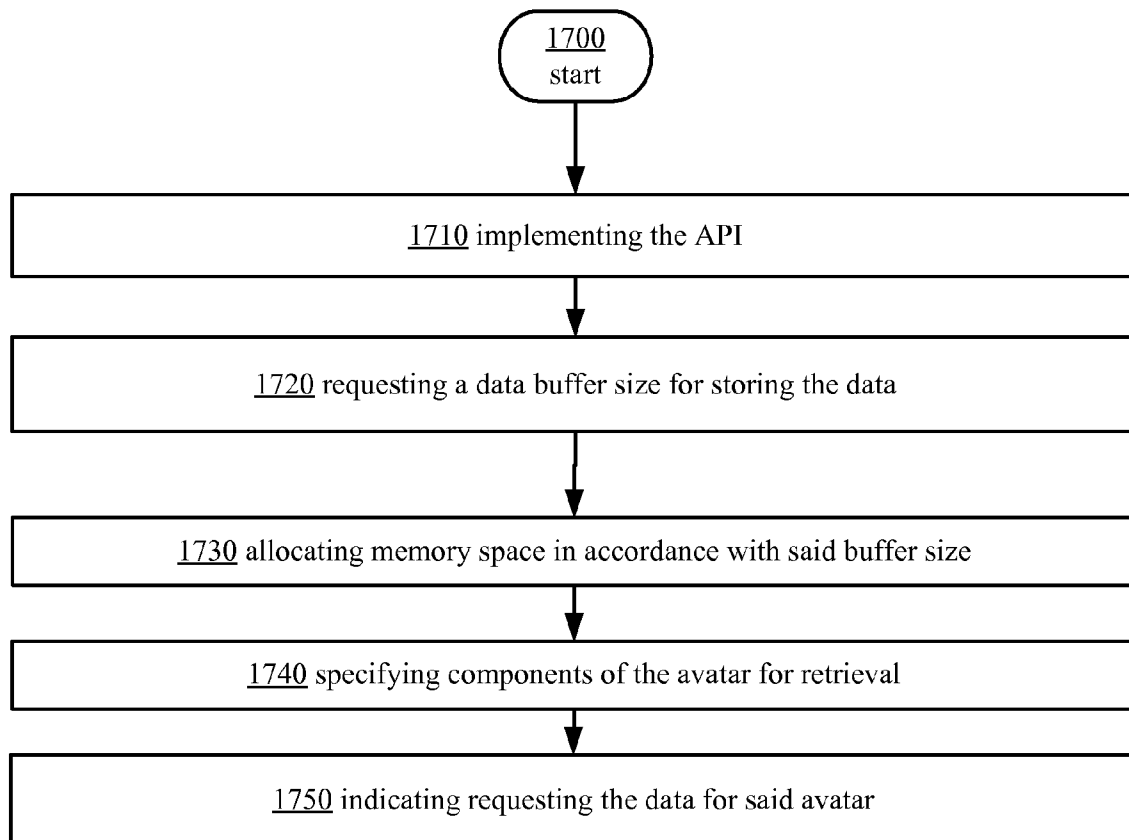 1700
start
1710 implementing the API
1720 requesting a data buffer size for storing the data
1730 allocating memory space in accordance with said buffer size
1740 specifying components of the avatar for retrieval
1750 indicating requesting the data for said avatar